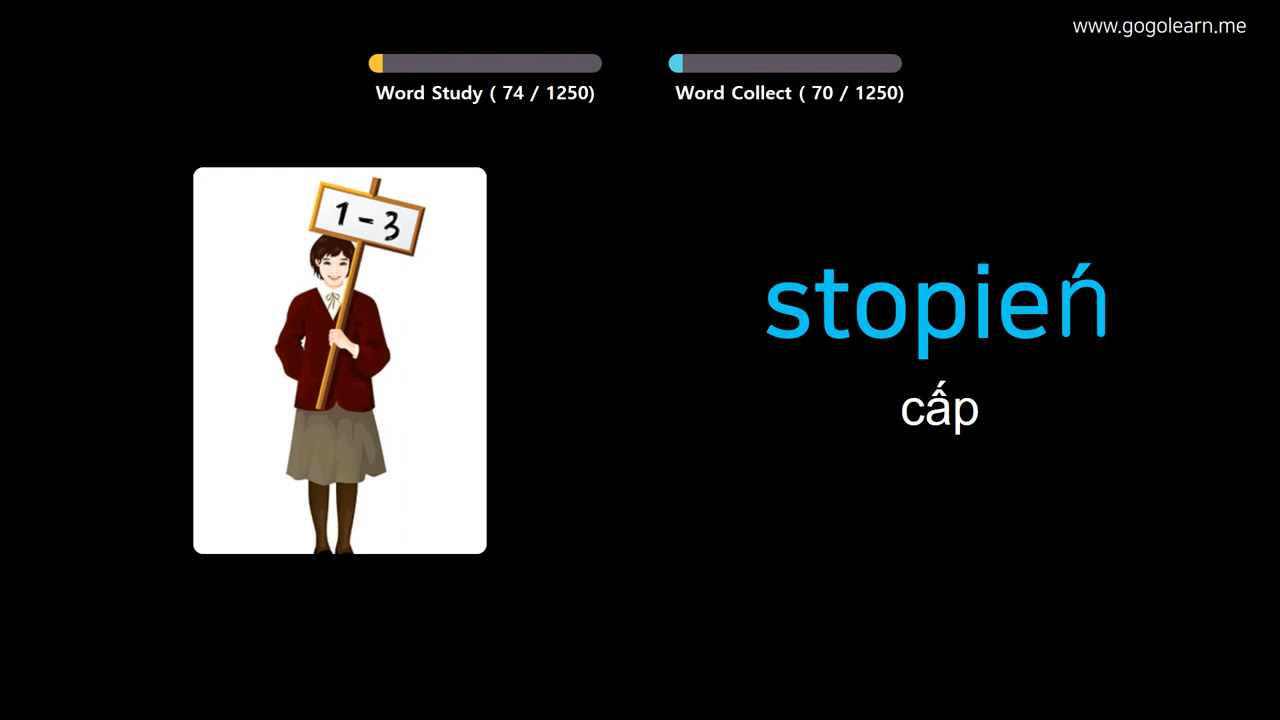 www.gogolearn.me
Word Study ( 74 / 1250)
Word Collect ( 70 / 1250)
1 - 3
stopień
cấp